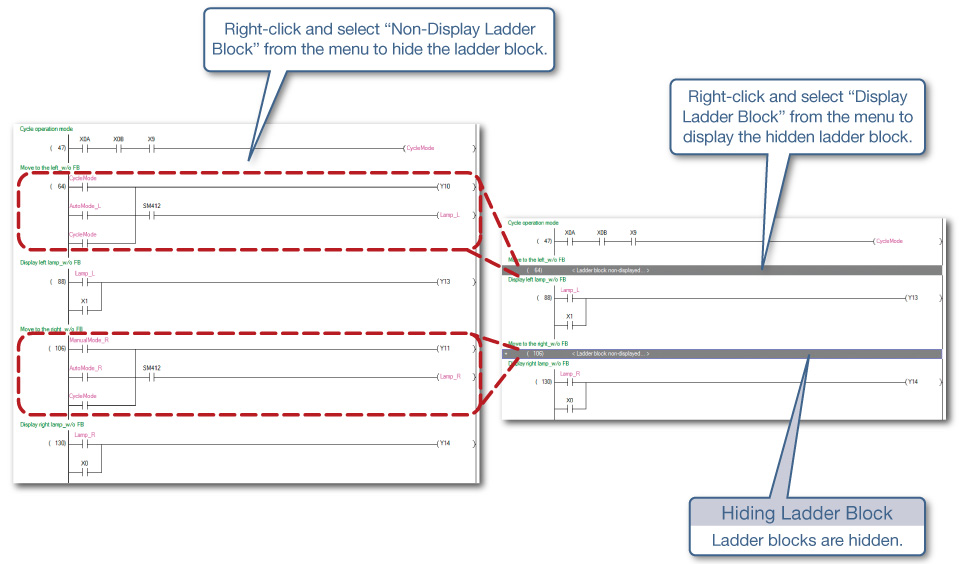 Right-click and select “Non-Display Ladder
Block” from the menu to hide the ladder block.
Right-click and select “Display
Ladder Block” from the menu to
display the hidden ladder block.
Cycle operation mode
X0A X0B X9
( 47) ( CycleMode )
Move to the left_w/o FB
CycleMode
( 64) ( Y10 )
AutoMode_L SM412
( Lamp_L )
CycleMode
Display left lamp_w/o FB
Lamp_L
( 88) ( Y13 )
X1
Move to the right_w/o FB
ManualMode_R
( 106) ( Y11 )
AutoMode_R SM412
( Lamp_R )
CycleMode
Display right lamp_w/o FB
Lamp_R
( 130) ( Y14 )
X0
Cycle operation mode
X0A X0B X9
( 47) ( CycleMode )
Move to the left_w/o FB
( 64) < Ladder block non-displayed... >
Display left lamp_w/o FB
Lamp_L
( 88) ( Y13 )
X1
Move to the right_w/o FB
( 106) < Ladder block non-displayed... >
Display right lamp_w/o FB
Lamp_R
( 130) ( Y14 )
X0
Hiding Ladder Block
Ladder blocks are hidden.